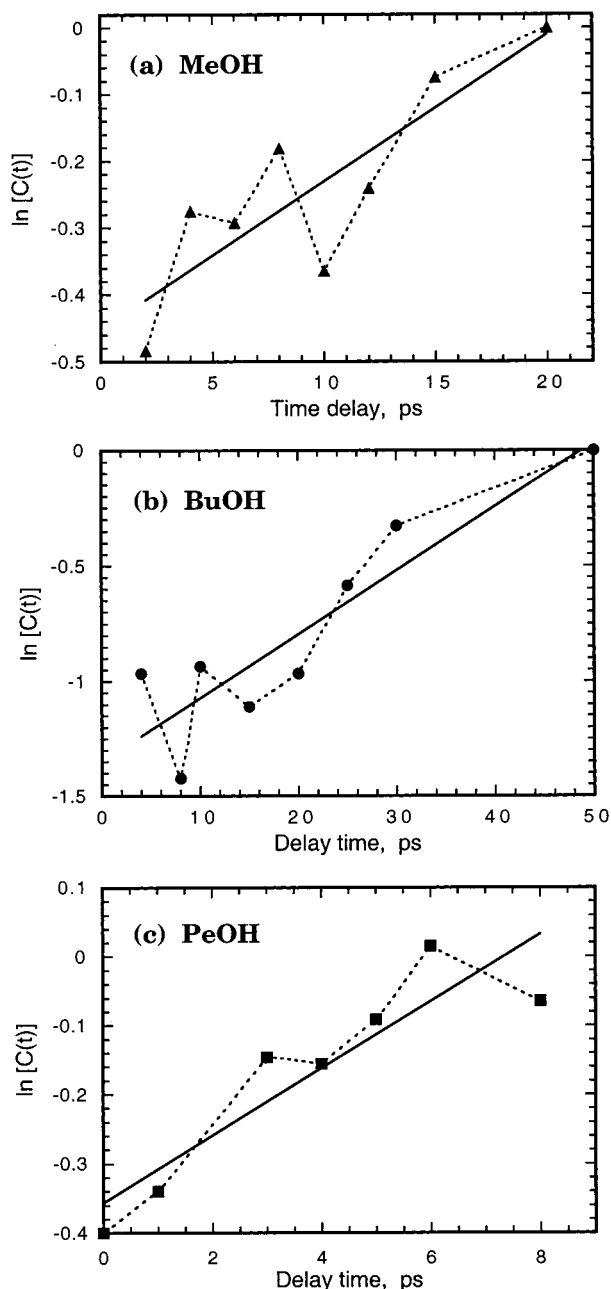 (a) MeOH
0
-0.1
-0.2
-0.3
-0.4
-0.5
ln [C(t)]
0 5 10 15 20
Time delay, ps
(b) BuOH
0
-0.5
-1
-1.5
ln [C(t)]
0 10 20 30 40 50
Delay time, ps
(c) PeOH
0.1
0
-0.1
-0.2
-0.3
-0.4
ln [C(t)]
0 2 4 6 8
Delay time, ps